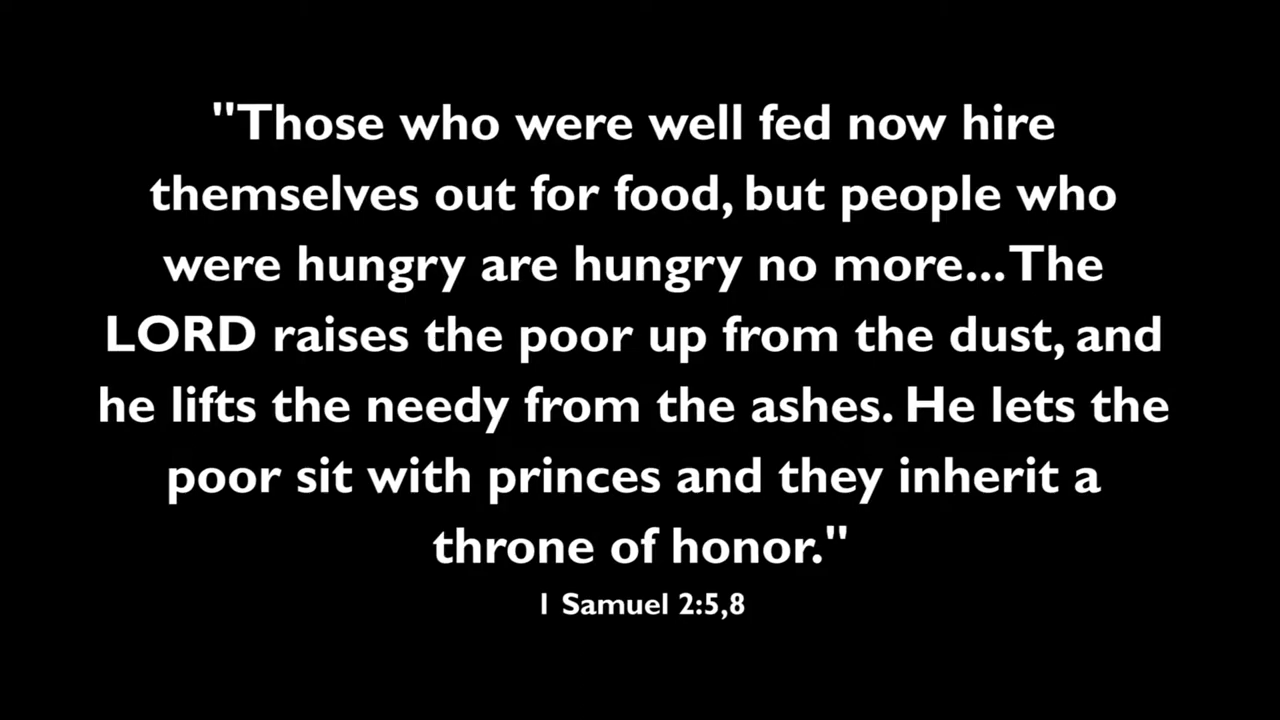 "Those who were well fed now hire
themselves out for food, but people who
were hungry are hungry no more... The
LORD raises the poor up from the dust, and
he lifts the needy from the ashes. He lets the
poor sit with princes and they inherit a
throne of honor."
1 Samuel 2:5,8